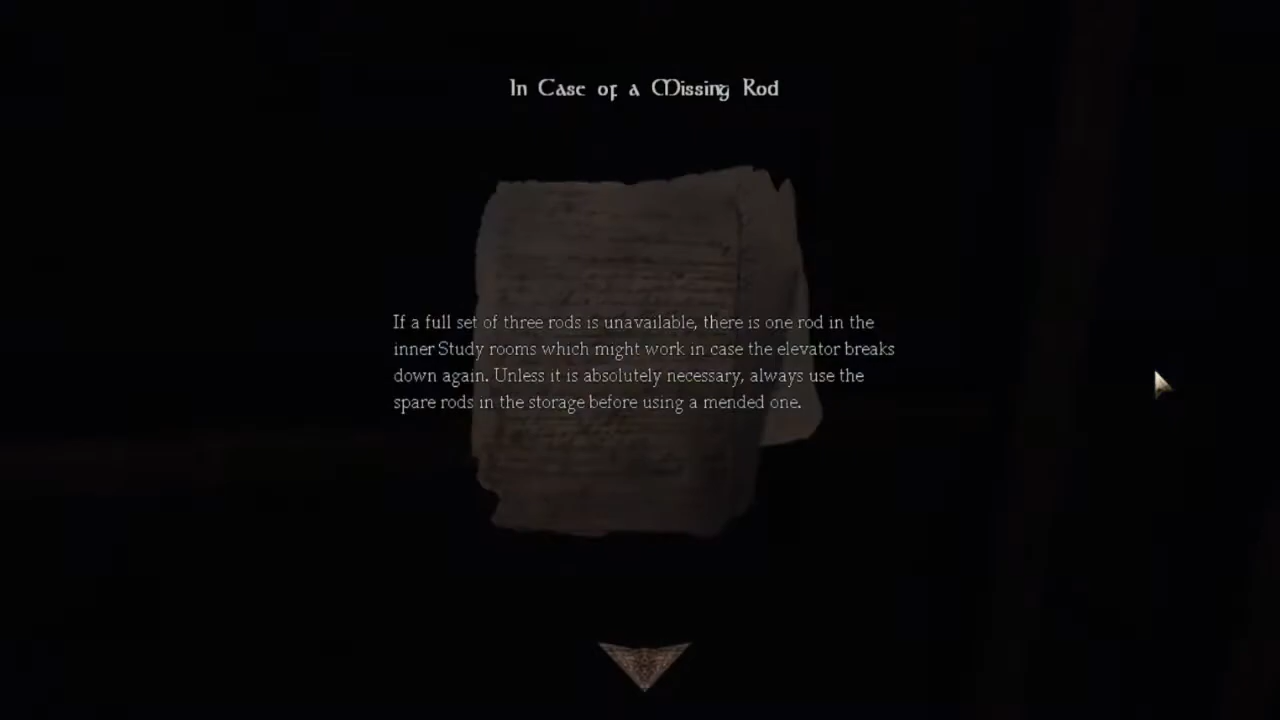 In Case of a Missing Rod
If a full set of three rods is unavailable, there is one rod in the
inner Study rooms which might work in case the elevator breaks
down again. Unless it is absolutely necessary, always use the
spare rods in the storage before using a mended one.